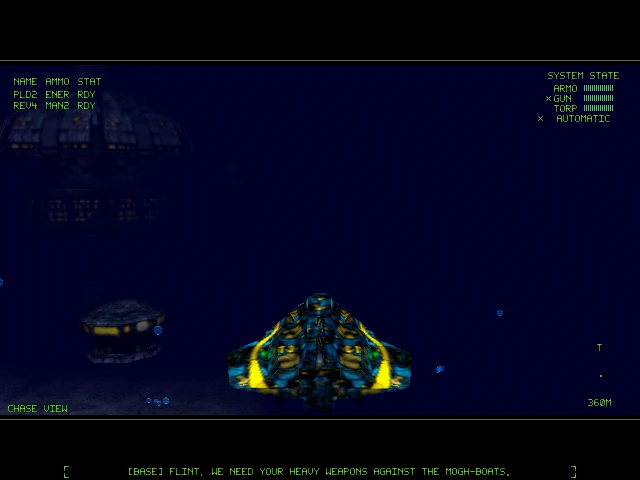 NAME AMMO STAT
PLD2 ENER RDY
REV4 MAN2 RDY
SYSTEM STATE
ARMO
×GUN
TORP
× AUTOMATIC
T
360M
CHASE VIEW
[BASE] FLINT, WE NEED YOUR HEAVY WEAPONS AGAINST THE MOGH-BOATS.